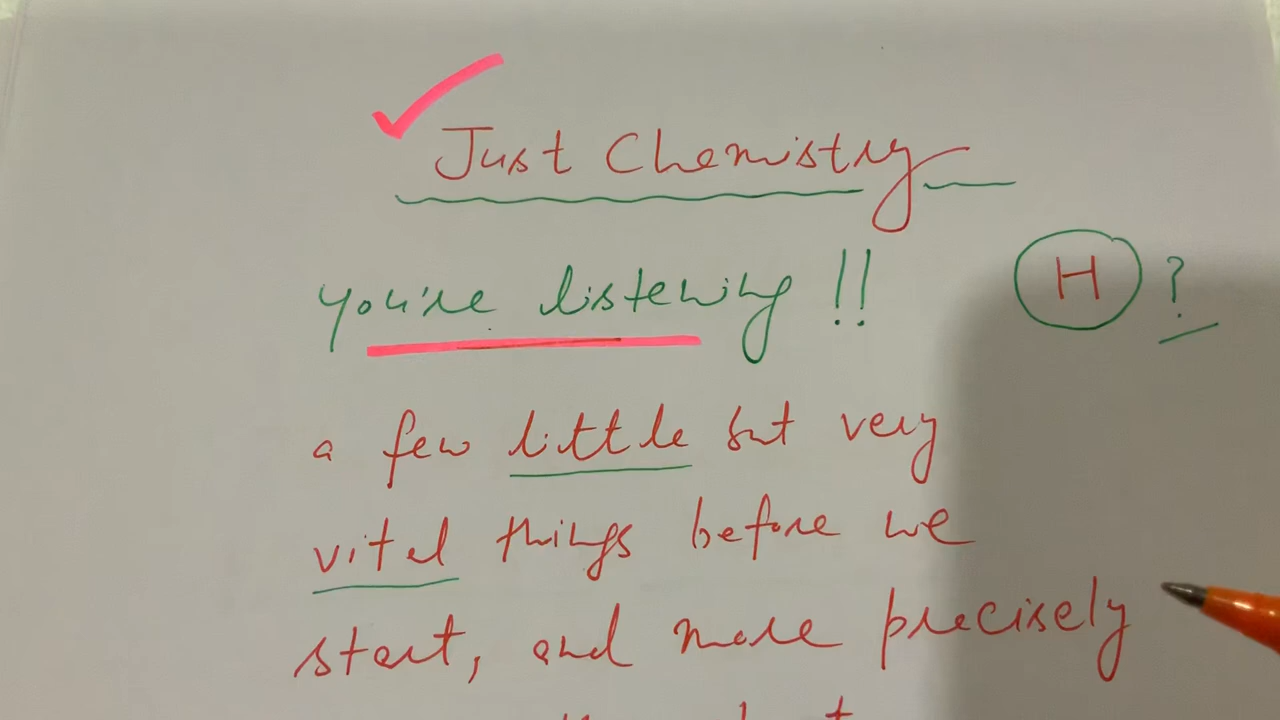 Just Chemistry
you're listening !!
H ?
a few little but very
vital things before we
start, and more precisely